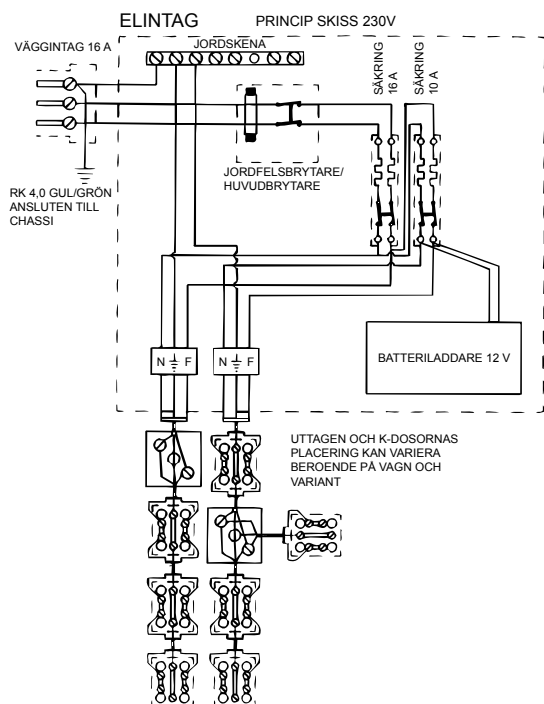 ELINTAG
PRINCIP SKISS 230V
VÄGGINTAG 16 A
JORDSKENA
SÄKRING
16 A
SÄKRING
10 A
JORDFELSBRYTARE/
HUVUDBRYTARE
RK 4,0 GUL/GRÖN
ANSLUTEN TILL
CHASSI
BATTERILADDARE 12 V
N F
N F
UTTAGEN OCH K-DOSORNAS
PLACERING KAN VARIERA
BEROENDE PÅ VAGN OCH
VARIANT